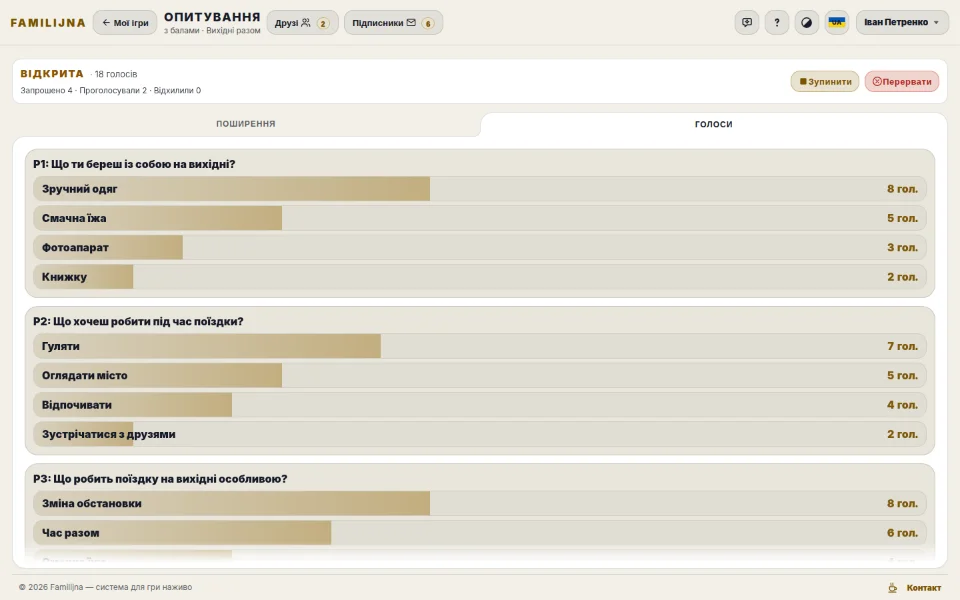 FAMILIJNA
← Мої ігри
ОПИТУВАННЯ
з балами · Вихідні разом
Друзі 2
Підписники 6
?
UA
Іван Петренко
ВІДКРИТА · 18 голосів
Запрошено 4 · Проголосували 2 · Відхилили 0
Зупинити
Перервати
ПОШИРЕННЯ
ГОЛОСИ
P1: Що ти береш із собою на вихідні?
Зручний одяг 8 гол.
Смачна їжа 5 гол.
Фотоапарат 3 гол.
Книжку 2 гол.
P2: Що хочеш робити під час поїздки?
Гуляти 7 гол.
Оглядати місто 5 гол.
Відпочивати 4 гол.
Зустрічатися з друзями 2 гол.
P3: Що робить поїздку на вихідні особливою?
Зміна обстановки 8 гол.
Час разом 6 гол.
© 2026 Familijna — система для гри наживо
Контакт